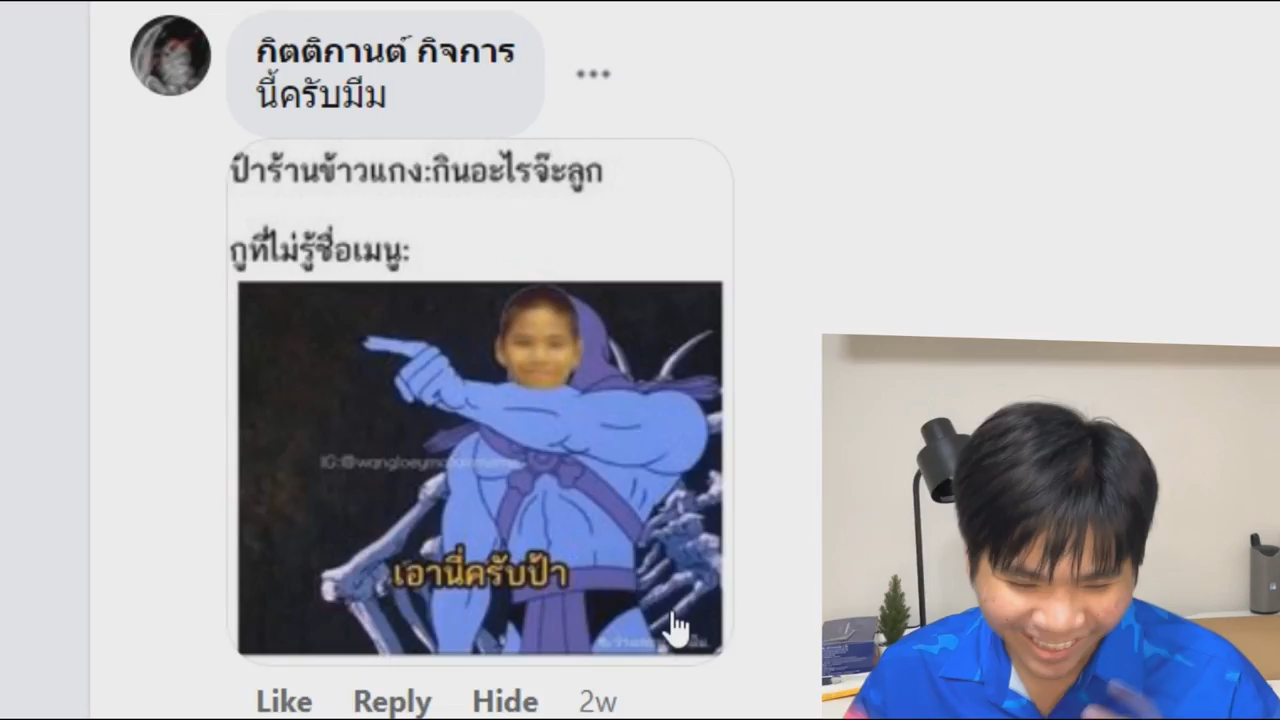 กิตติกานต์ กิจการ
นี้ครับมีม
ป้าร้านข้าวแกง:กินอะไรจ๊ะลูก
กูที่ไม่รู้ชื่อเมนู:
เอานี่ครับป้า
Like Reply Hide 2w